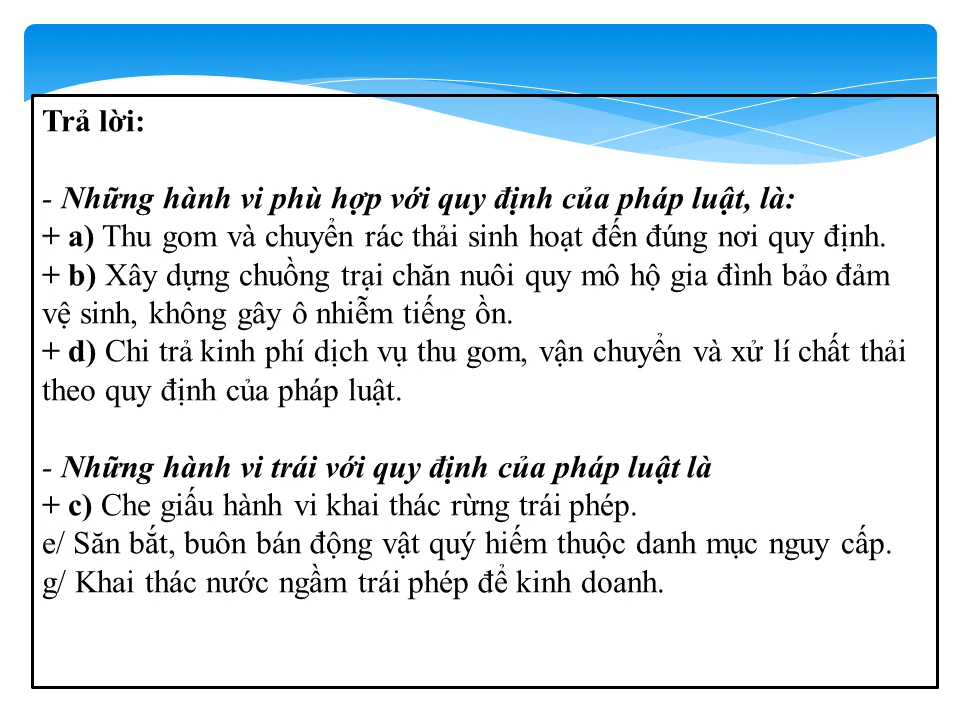 Trả lời:
- Những hành vi phù hợp với quy định của pháp luật, là:
+ a) Thu gom và chuyển rác thải sinh hoạt đến đúng nơi quy định.
+ b) Xây dựng chuồng trại chăn nuôi quy mô hộ gia đình bảo đảm
vệ sinh, không gây ô nhiễm tiếng ồn.
+ d) Chi trả kinh phí dịch vụ thu gom, vận chuyển và xử lí chất thải
theo quy định của pháp luật.
- Những hành vi trái với quy định của pháp luật là
+ c) Che giấu hành vi khai thác rừng trái phép.
e/ Săn bắt, buôn bán động vật quý hiếm thuộc danh mục nguy cấp.
g/ Khai thác nước ngầm trái phép để kinh doanh.